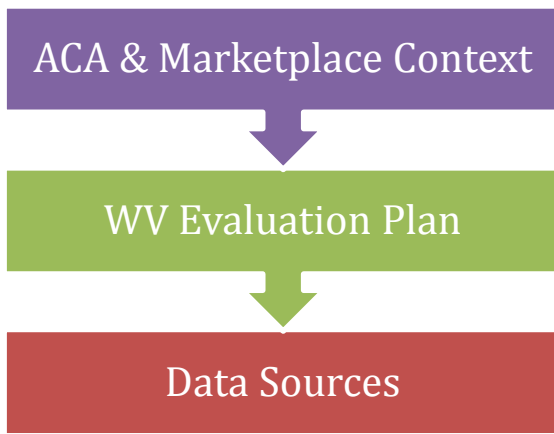 ACA & Marketplace Context
WV Evaluation Plan
Data Sources